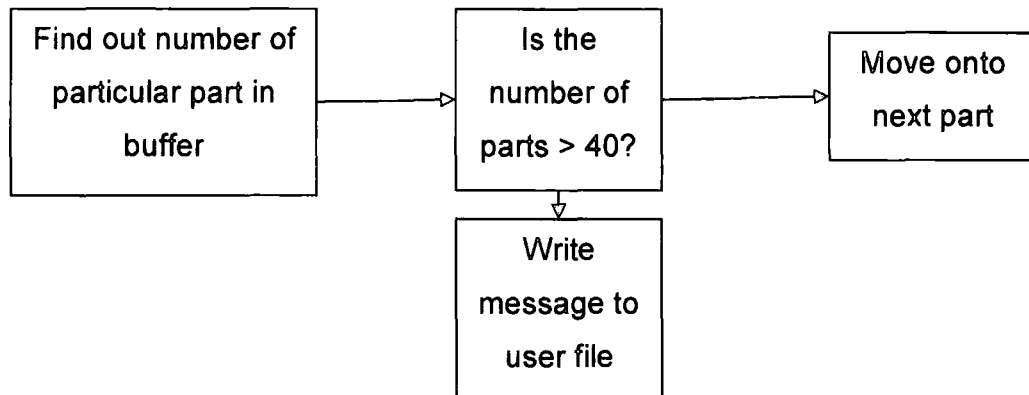 Find out number of
particular part in
buffer
Is the
number of
parts > 40?
Move onto
next part
Write
message to
user file